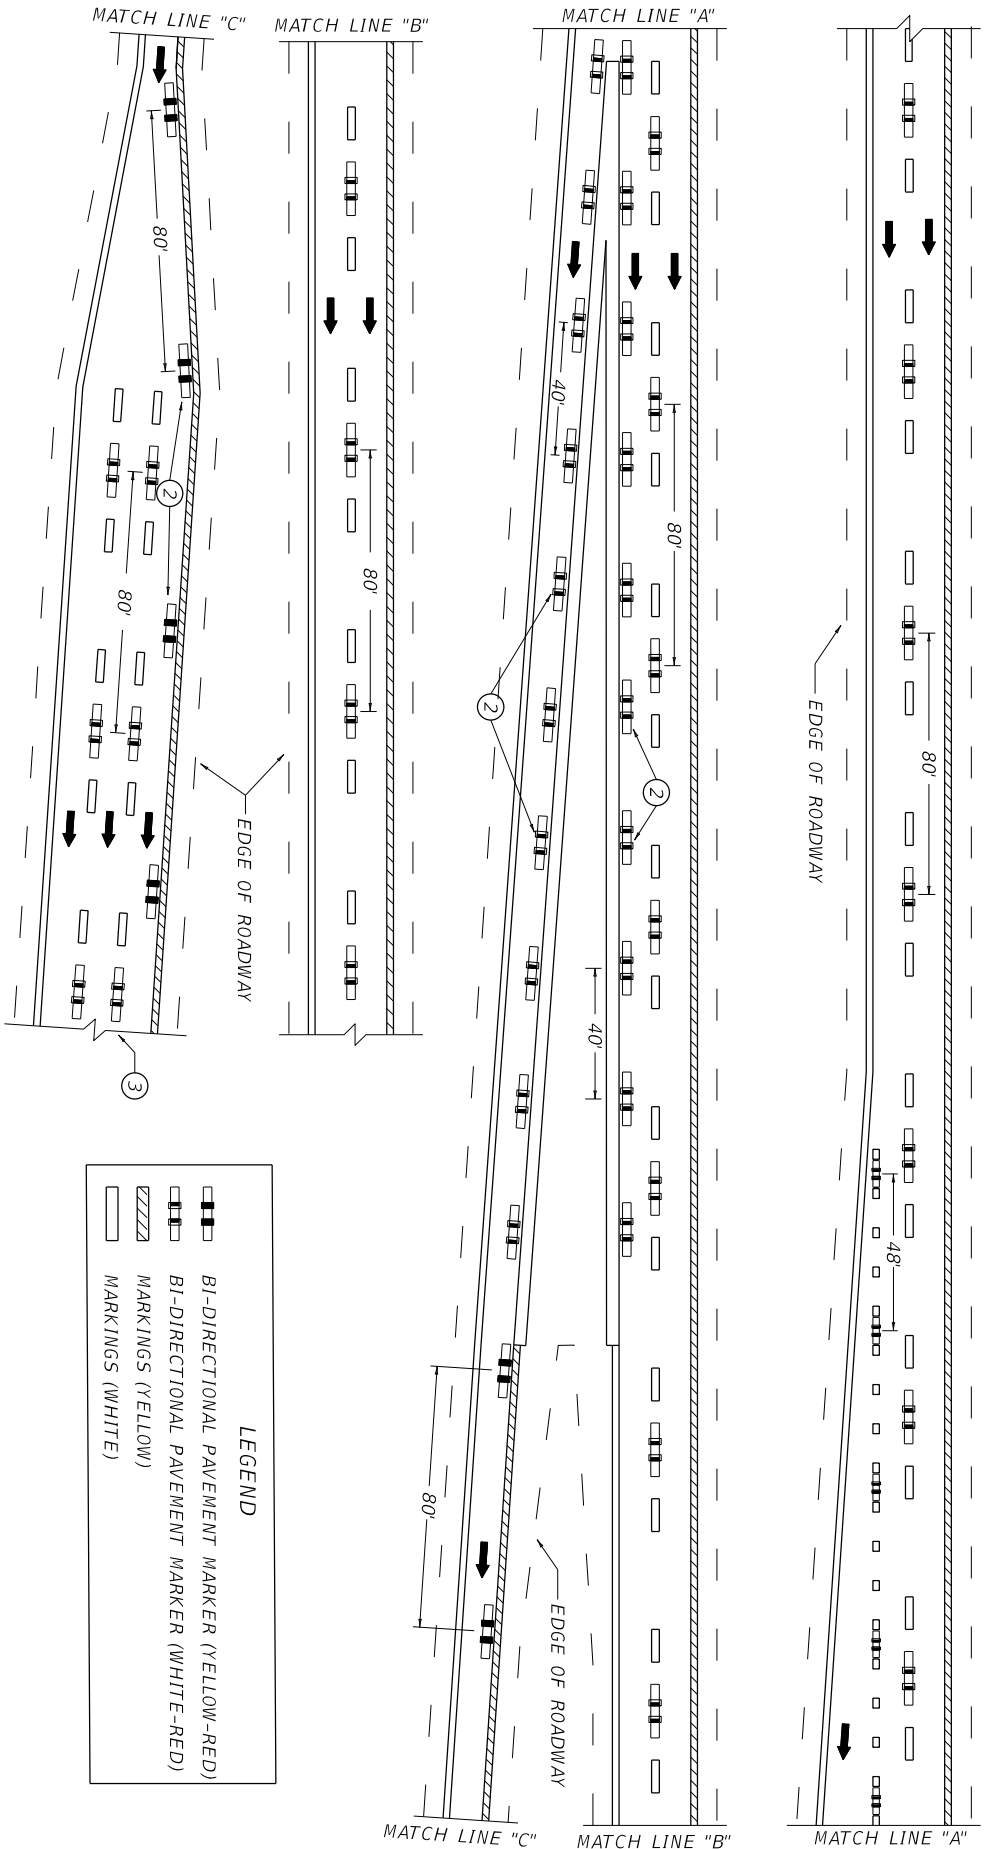 MATCH LINE "C"
MATCH LINE "B"
MATCH LINE "A"
80'
40'
80'
2
80'
80'
2
2
EDGE OF ROADWAY
80'
EDGE OF ROADWAY
40'
3
48'
LEGEND
BI-DIRECTIONAL PAVEMENT MARKER (YELLOW-RED)
BI-DIRECTIONAL PAVEMENT MARKER (WHITE-RED)
MARKINGS (YELLOW)
MARKINGS (WHITE)
80'
EDGE OF ROADWAY
MATCH LINE "C"
MATCH LINE "B"
MATCH LINE "A"